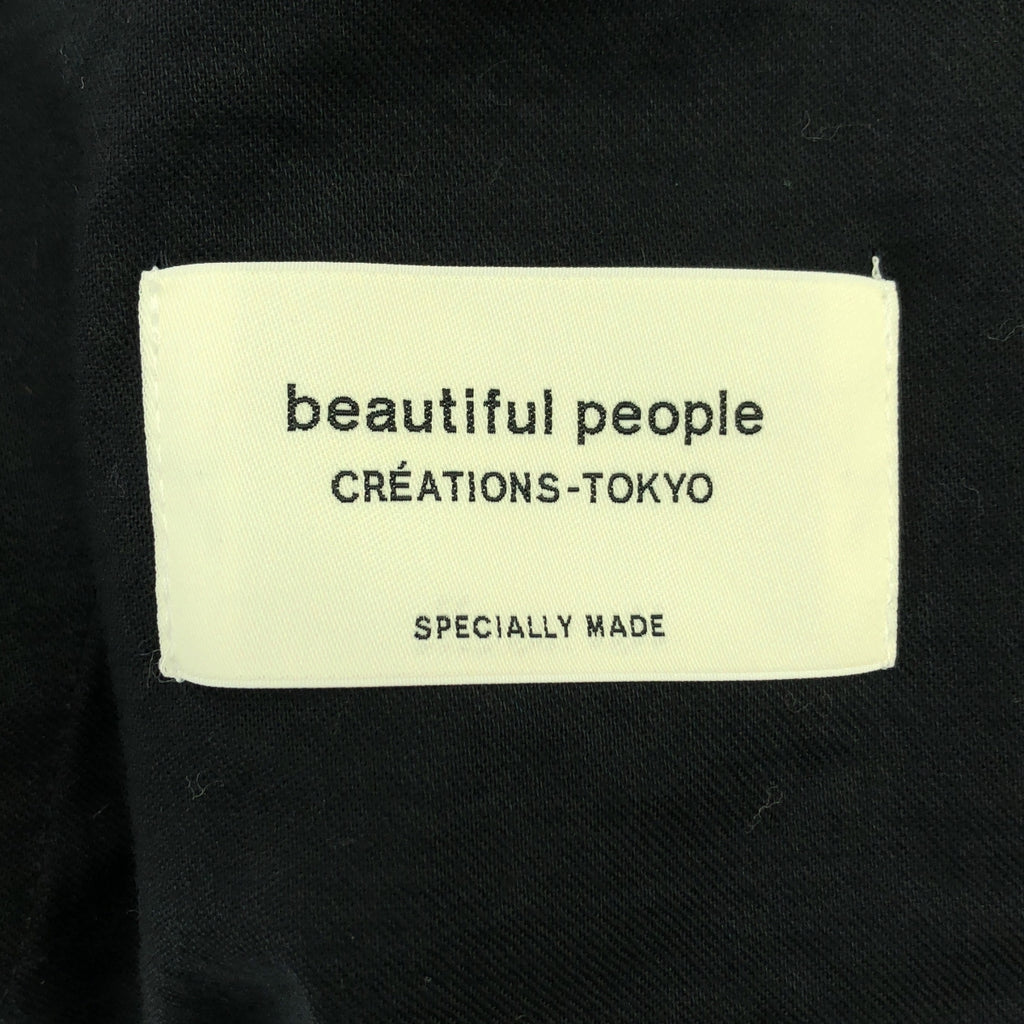 beautiful people
CRÉATIONS-TOKYO
SPECIALLY MADE